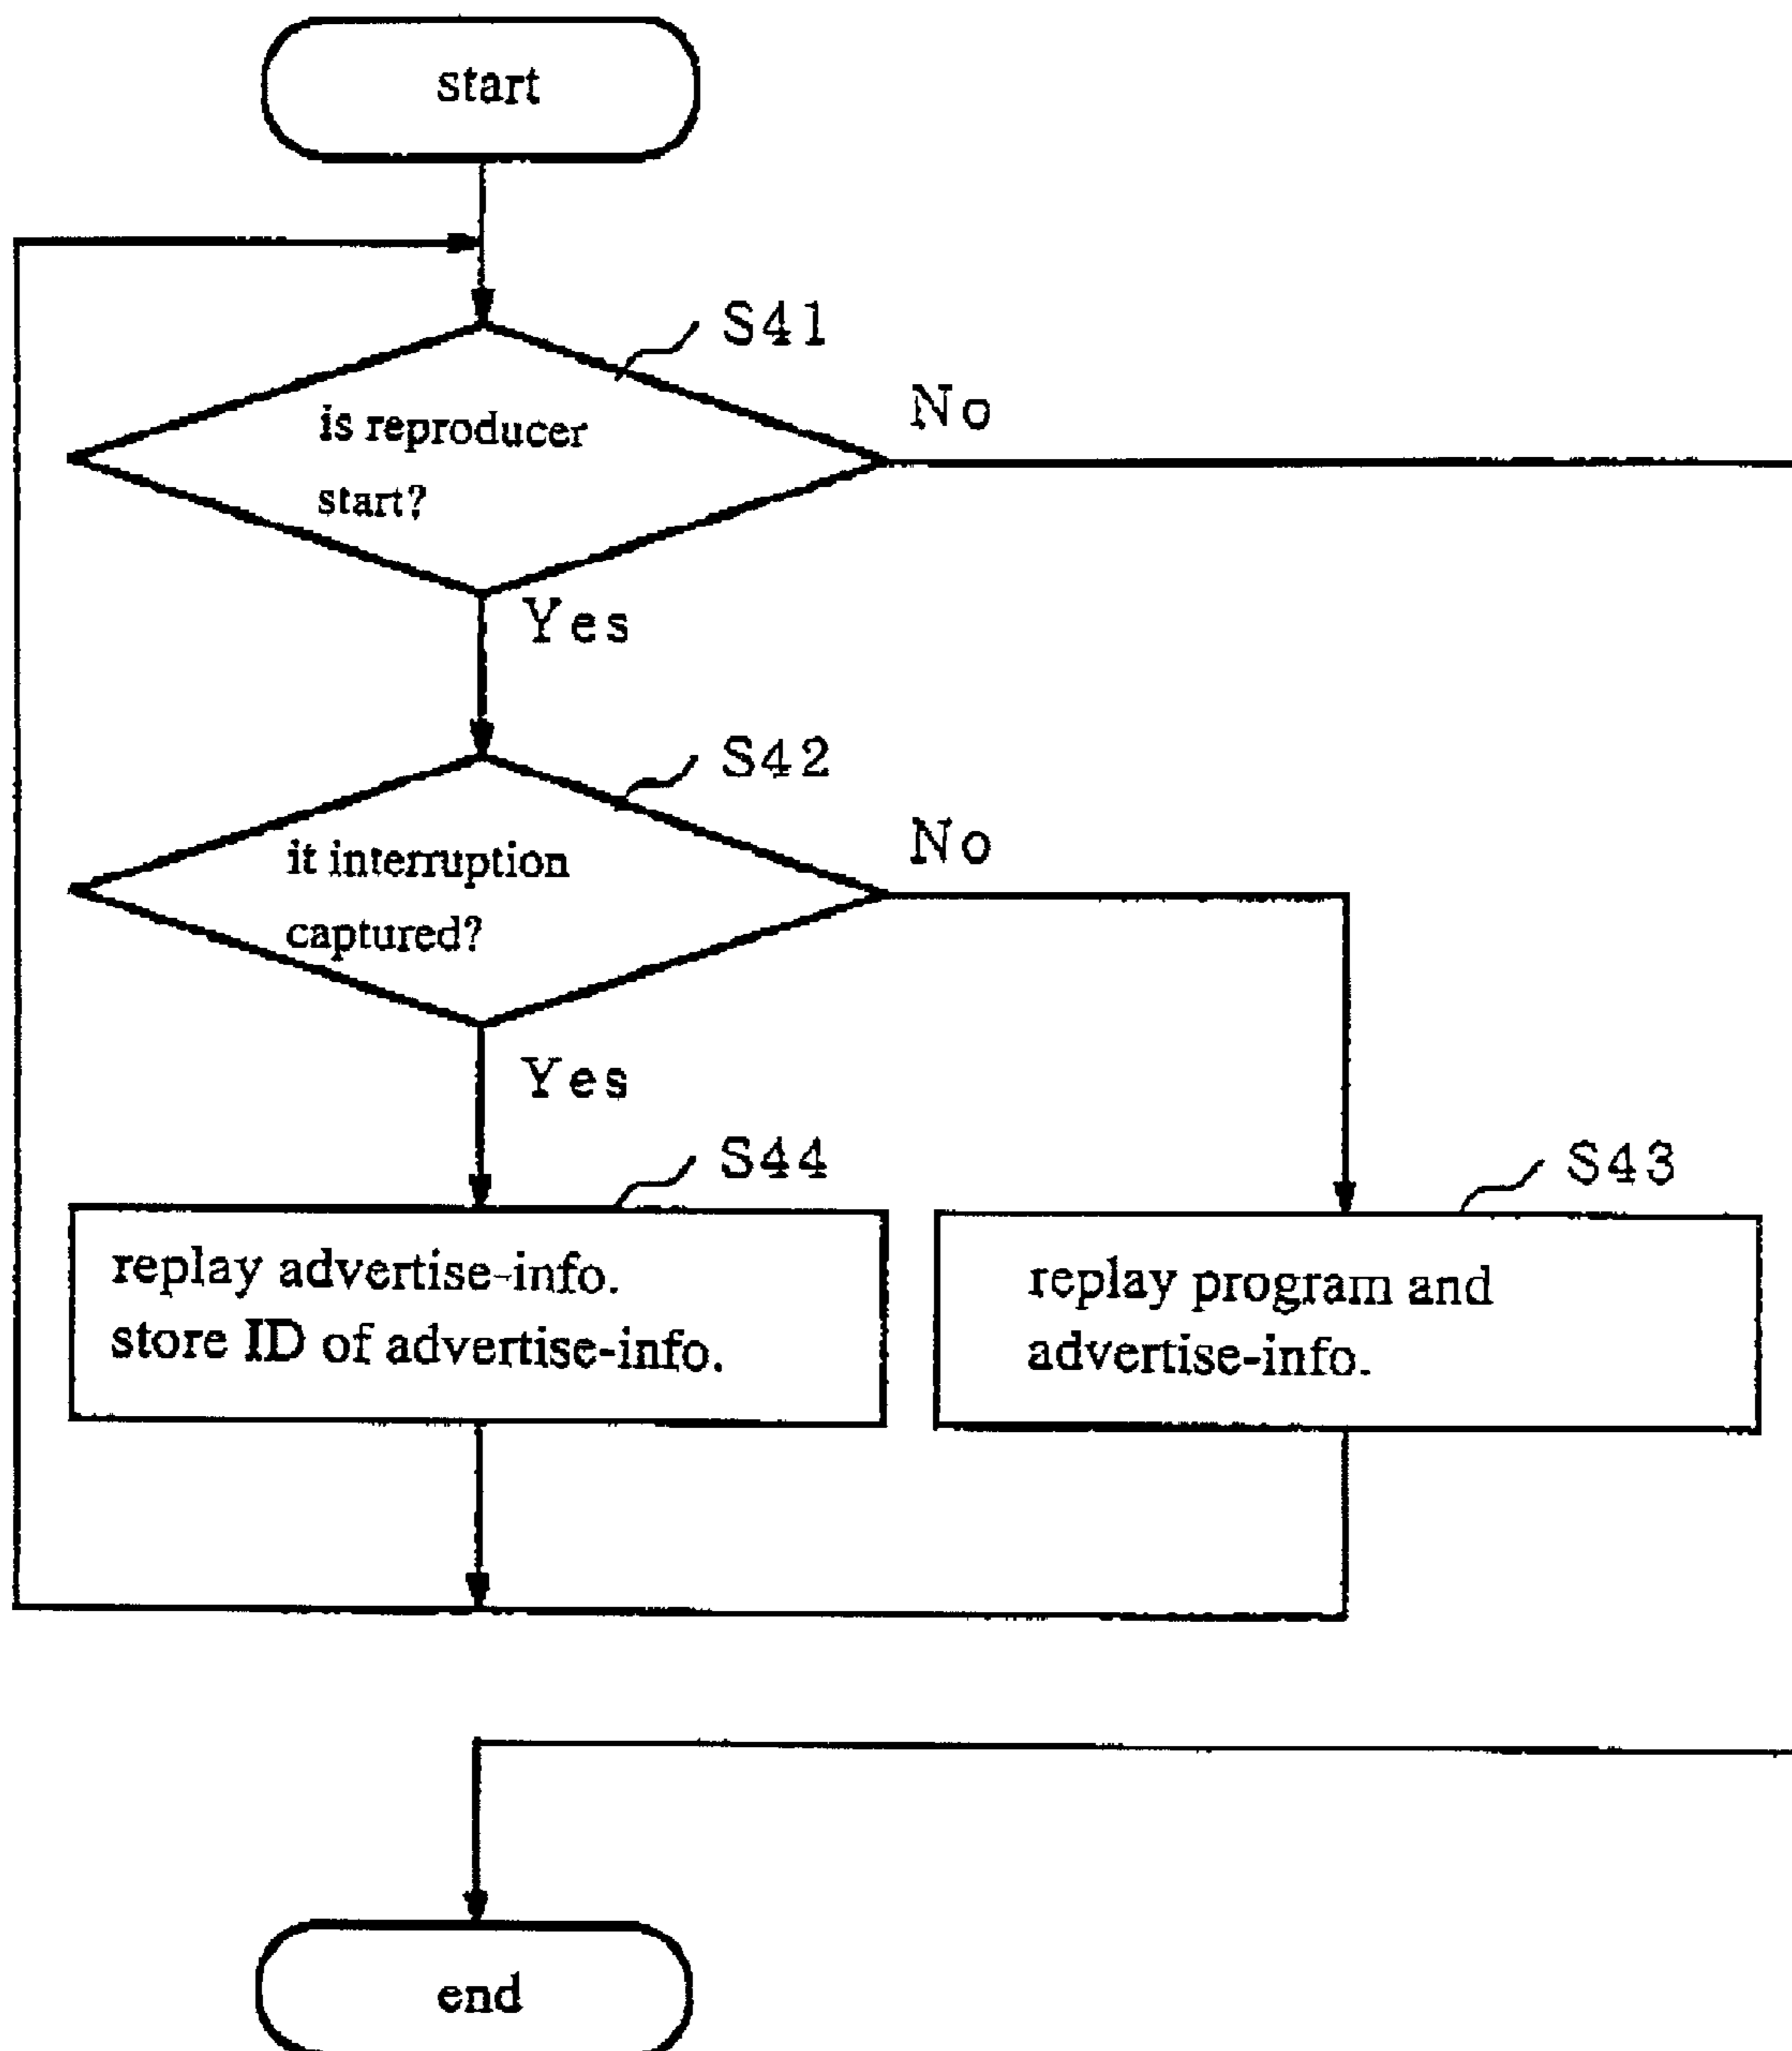 start
S41
No
is reproducer
start?
Yes
S42
No
it interruption
captured?
Yes
S44
S43
replay advertise-info.
store ID of advertise-info.
replay program and
advertise-info.
end